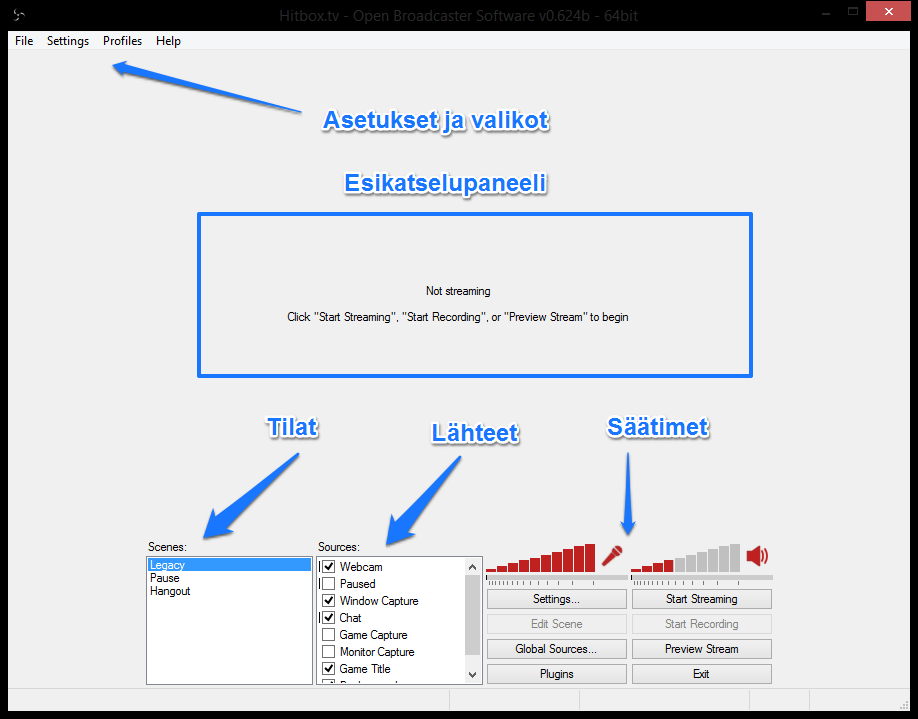 Hitbox.tv - Open Broadcaster Software v0.624b - 64bit
File Settings Profiles Help
Asetukset ja valikot
Esikatselupaneeli
Not streaming
Click "Start Streaming", "Start Recording", or "Preview Stream" to begin
Tilat
Lähteet
Säätimet
Scenes:
Legacy
Pause
Hangout
Sources:
Webcam
Paused
Window Capture
Chat
Game Capture
Monitor Capture
Game Title
Settings...
Start Streaming
Edit Scene
Start Recording
Global Sources...
Preview Stream
Plugins
Exit